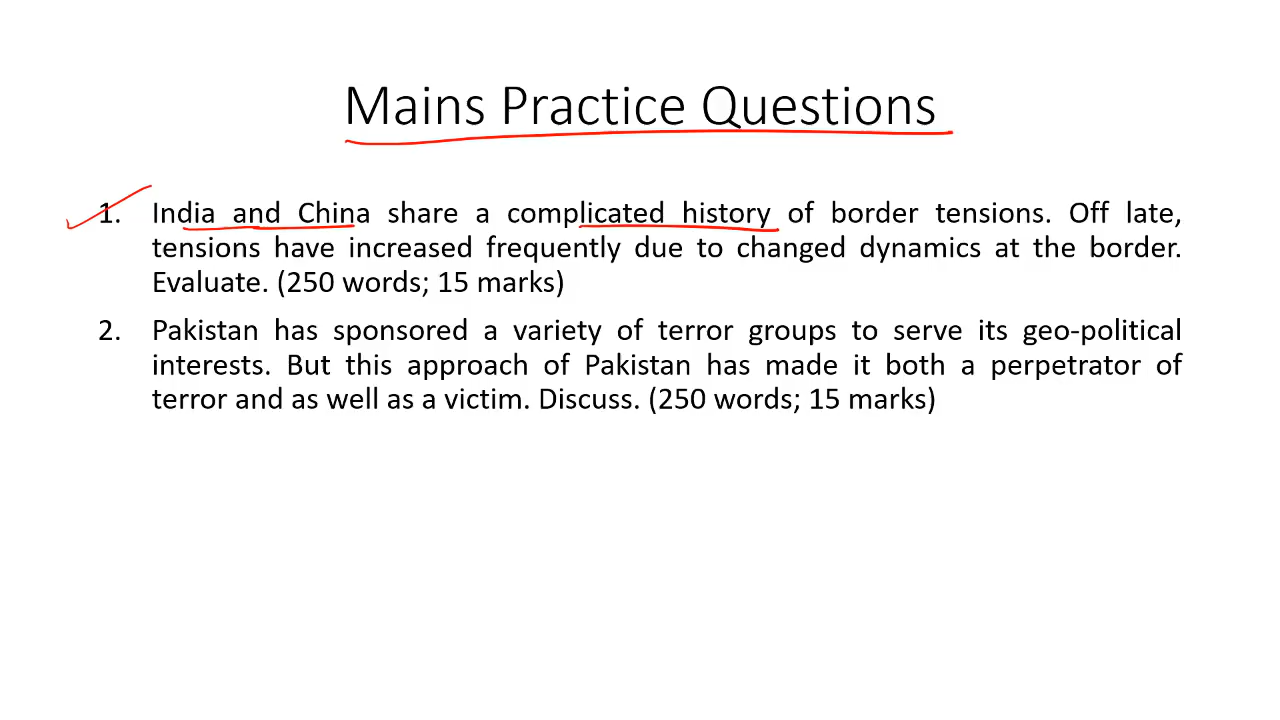 Mains Practice Questions
1. India and China share a complicated history of border tensions. Off late,
tensions have increased frequently due to changed dynamics at the border.
Evaluate. (250 words; 15 marks)
2. Pakistan has sponsored a variety of terror groups to serve its geo-political
interests. But this approach of Pakistan has made it both a perpetrator of
terror and as well as a victim. Discuss. (250 words; 15 marks)